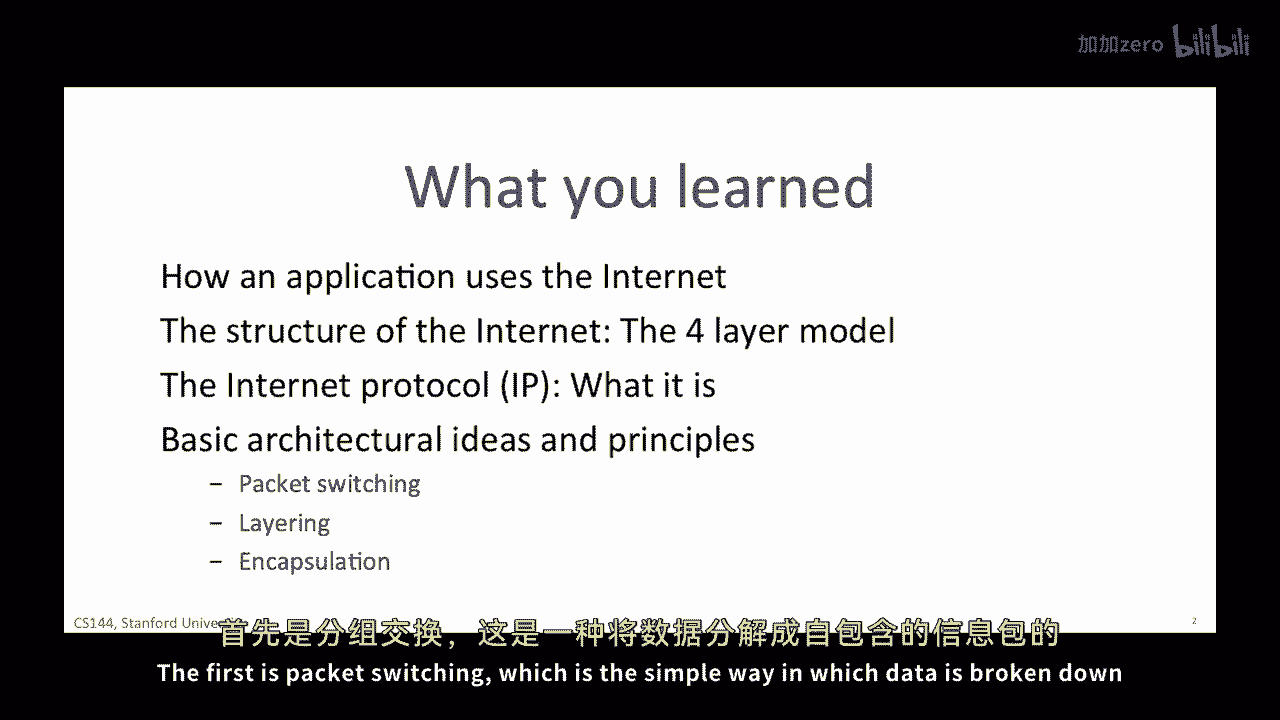 加加zero bilibili
What you learned
How an application uses the Internet
The structure of the Internet: The 4 layer model
The Internet protocol (IP): What it is
Basic architectural ideas and principles
– Packet switching
– Layering
– Encapsulation
CS144, Stanford
2
首先是分组交换，这是一种将数据分解成自包含的信息包的
The first is packet switching, which is the simple way in which data is broken down